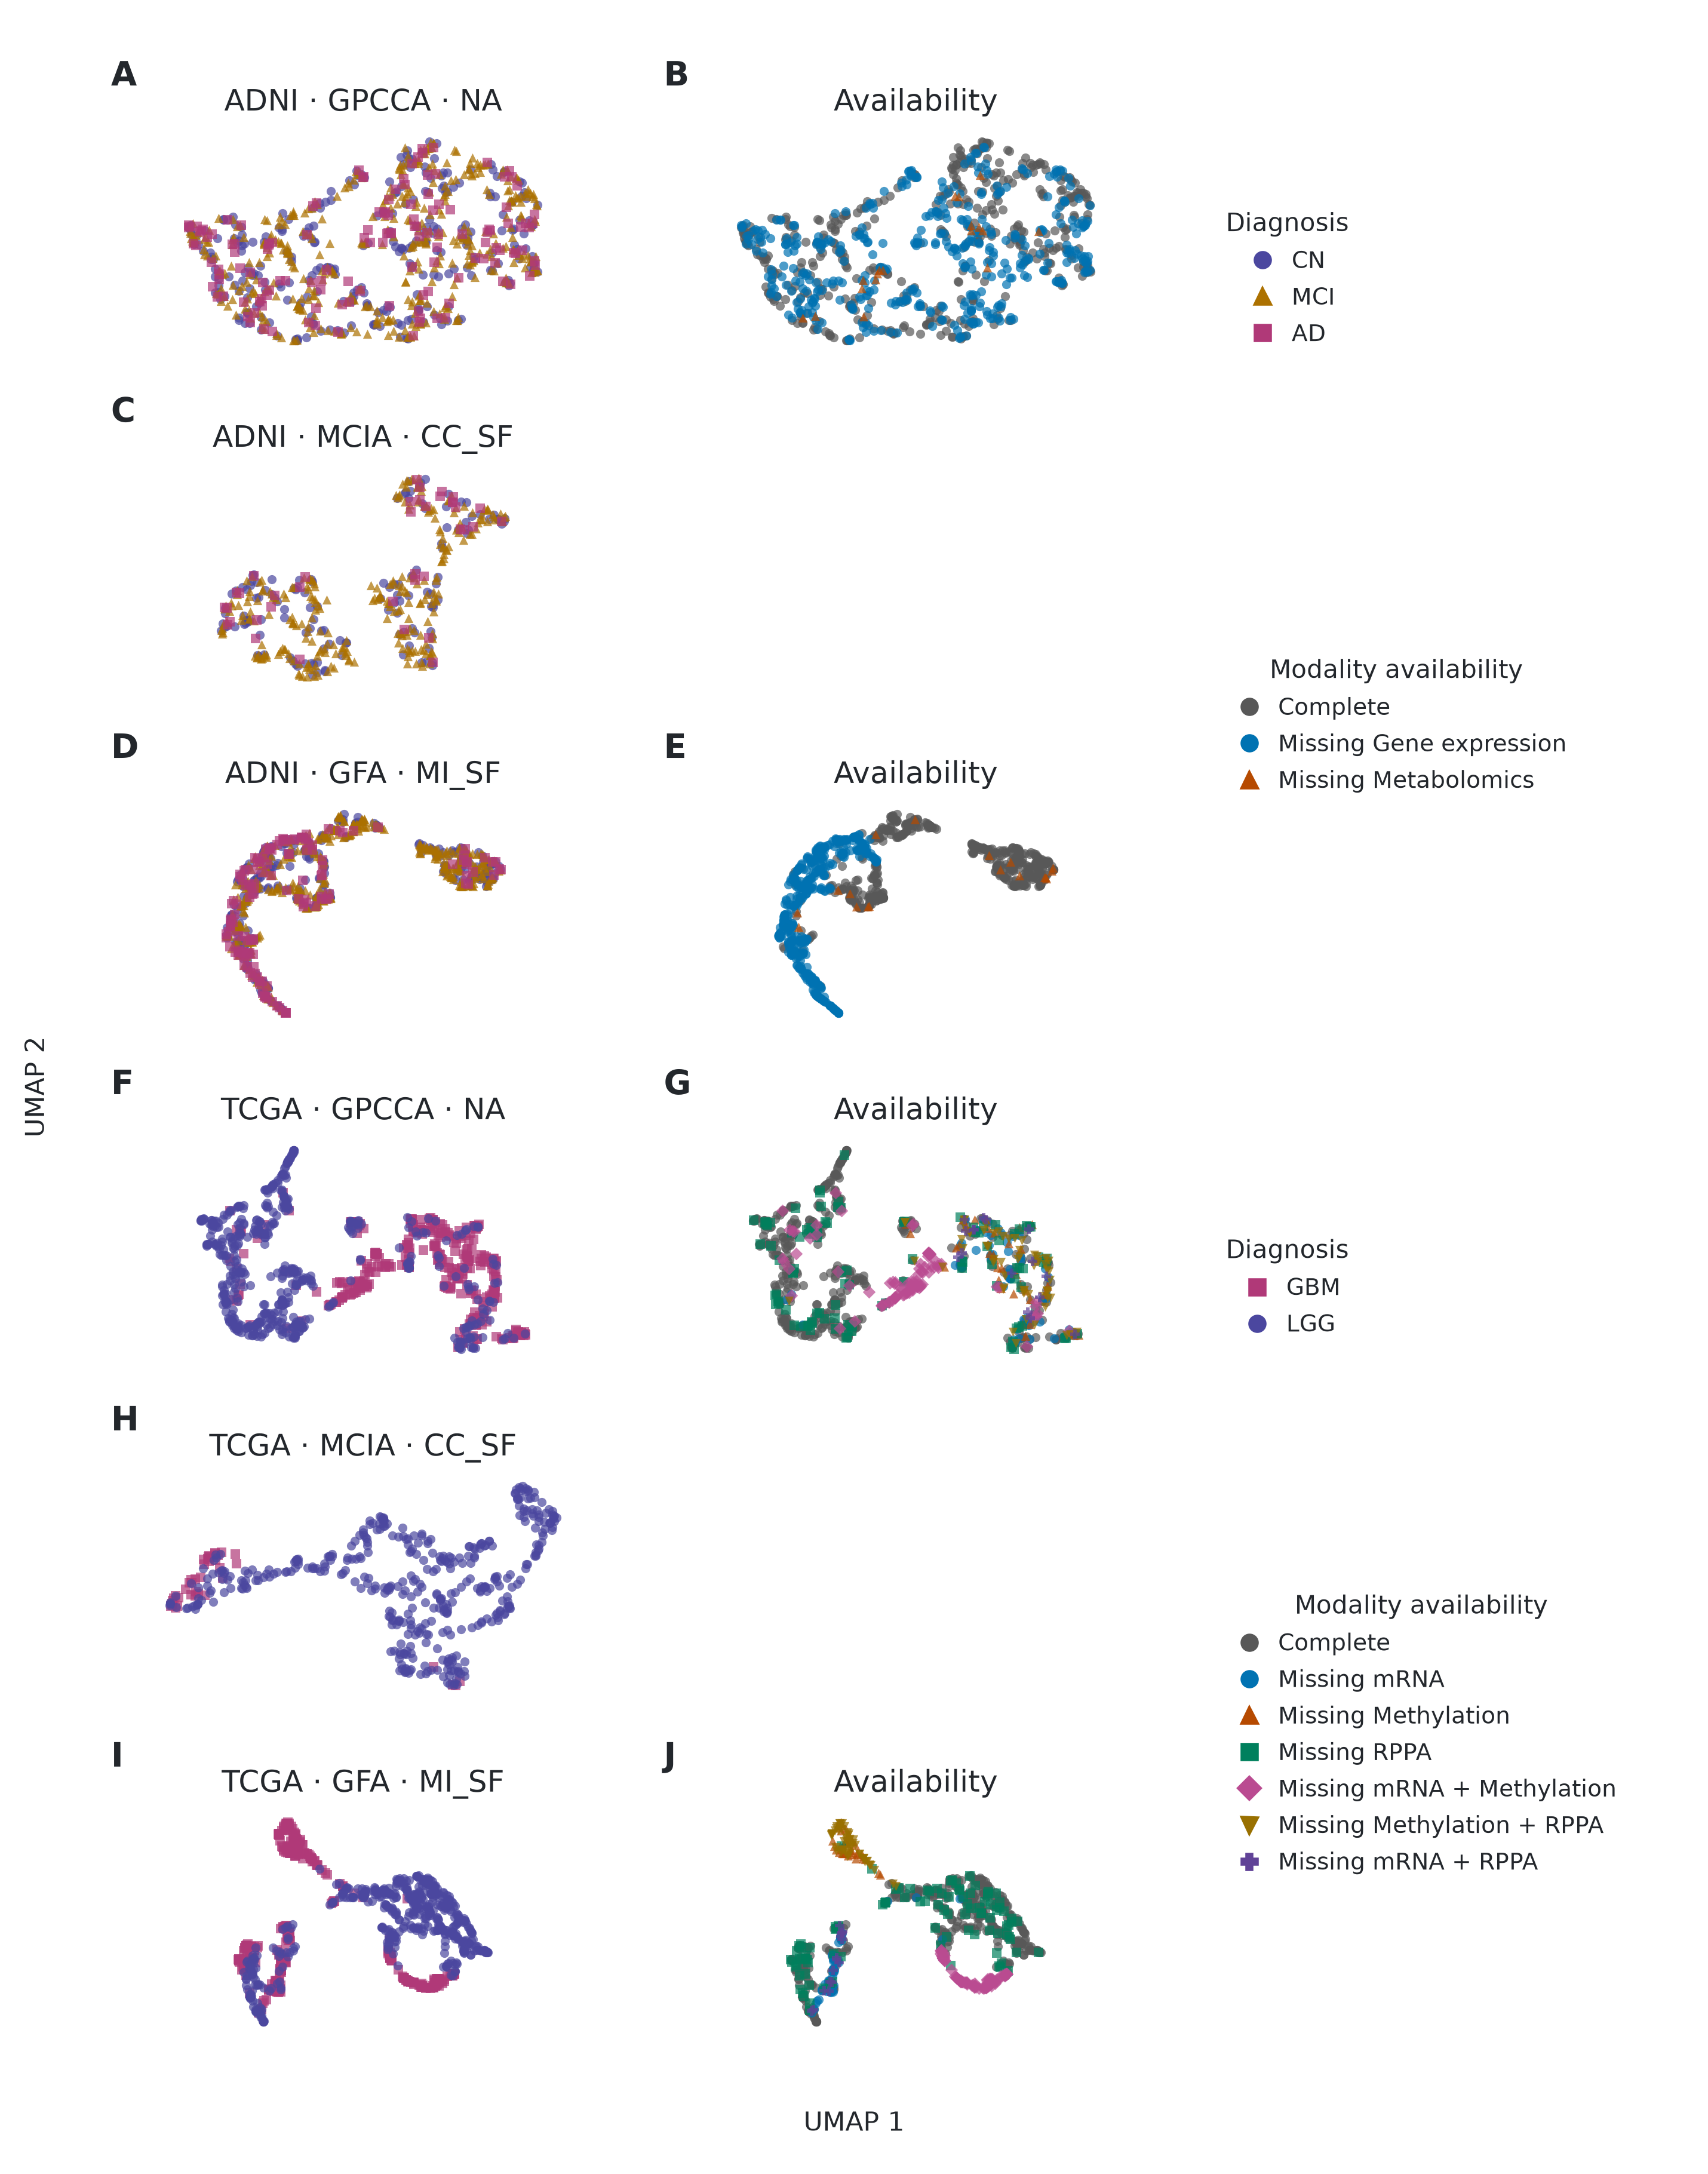 A
ADNI · GPCCA · NA
B
Availability
Diagnosis
CN
MCI
AD
C
ADNI · MCIA · CC_SF
Modality availability
Complete
Missing Gene expression
Missing Metabolomics
D
ADNI · GFA · MI_SF
E
Availability
UMAP 2
F
TCGA · GPCCA · NA
G
Availability
Diagnosis
GBM
LGG
H
TCGA · MCIA · CC_SF
Modality availability
Complete
Missing mRNA
Missing Methylation
Missing RPPA
Missing mRNA + Methylation
Missing Methylation + RPPA
Missing mRNA + RPPA
I
TCGA · GFA · MI_SF
J
Availability
UMAP 1